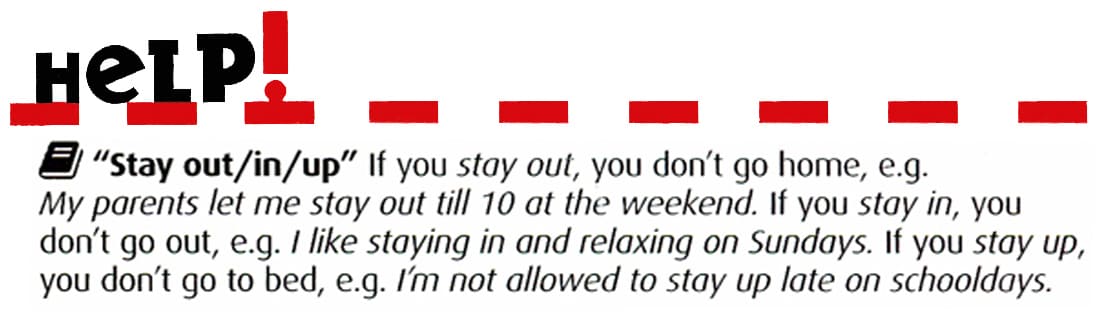 HeLP!
"Stay out/in/up" If you stay out, you don't go home, e.g.
My parents let me stay out till 10 at the weekend. If you stay in, you
don't go out, e.g. I like staying in and relaxing on Sundays. If you stay up,
you don't go to bed, e.g. I'm not allowed to stay up late on schooldays.